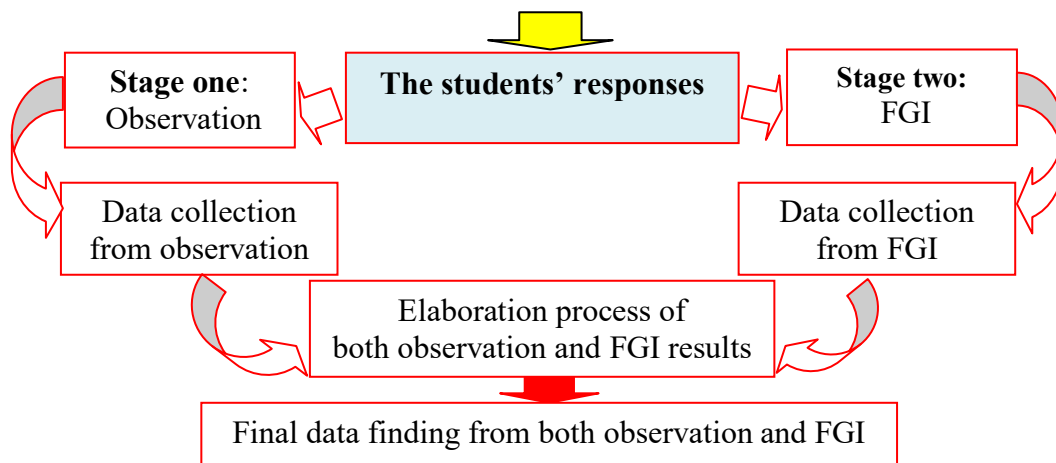 Stage one:
Observation
The students’ responses
Stage two:
FGI
Data collection
from observation
Data collection
from FGI
Elaboration process of
both observation and FGI results
Final data finding from both observation and FGI